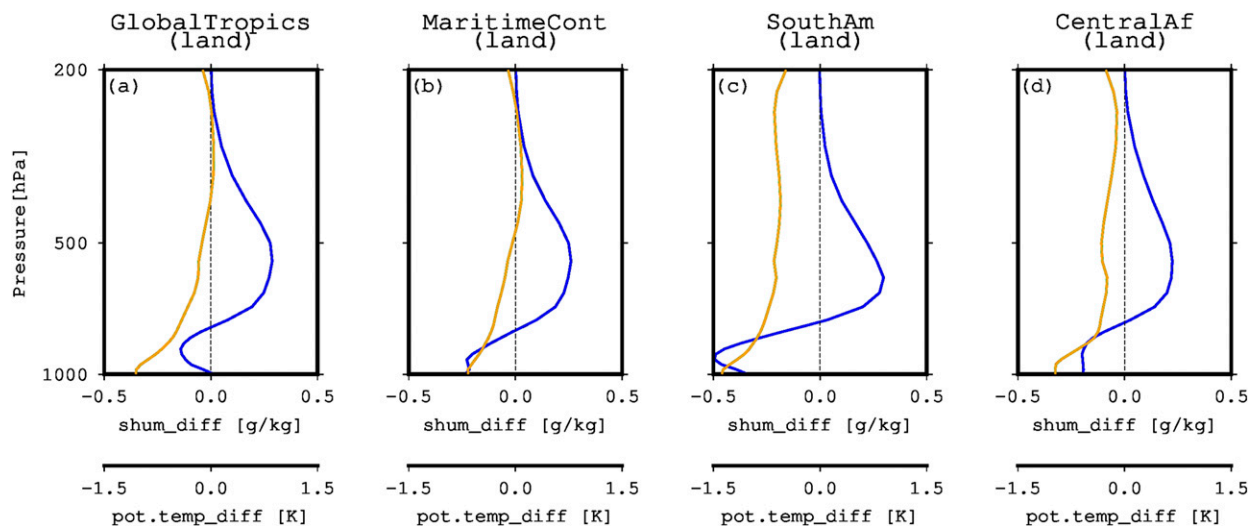 GlobalTropics
(land)
MaritimeCont
(land)
SouthAm
(land)
CentralAf
(land)
200
500
1000
Pressure[hPa]
(a)
(b)
(c)
(d)
−0.5 0.0 0.5
−0.5 0.0 0.5
−0.5 0.0 0.5
−0.5 0.0 0.5
shum_diff [g/kg]
shum_diff [g/kg]
shum_diff [g/kg]
shum_diff [g/kg]
−1.5 0.0 1.5
−1.5 0.0 1.5
−1.5 0.0 1.5
−1.5 0.0 1.5
pot.temp_diff [K]
pot.temp_diff [K]
pot.temp_diff [K]
pot.temp_diff [K]